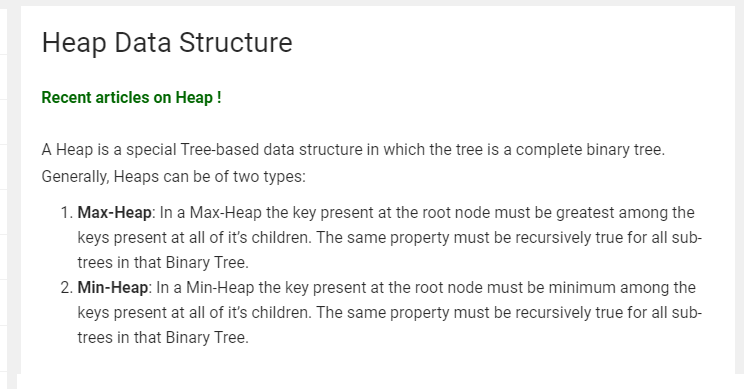 Heap Data Structure
Recent articles on Heap !
A Heap is a special Tree-based data structure in which the tree is a complete binary tree.
Generally, Heaps can be of two types:
1. Max-Heap: In a Max-Heap the key present at the root node must be greatest among the
keys present at all of it’s children. The same property must be recursively true for all sub-
trees in that Binary Tree.
2. Min-Heap: In a Min-Heap the key present at the root node must be minimum among the
keys present at all of it’s children. The same property must be recursively true for all sub-
trees in that Binary Tree.